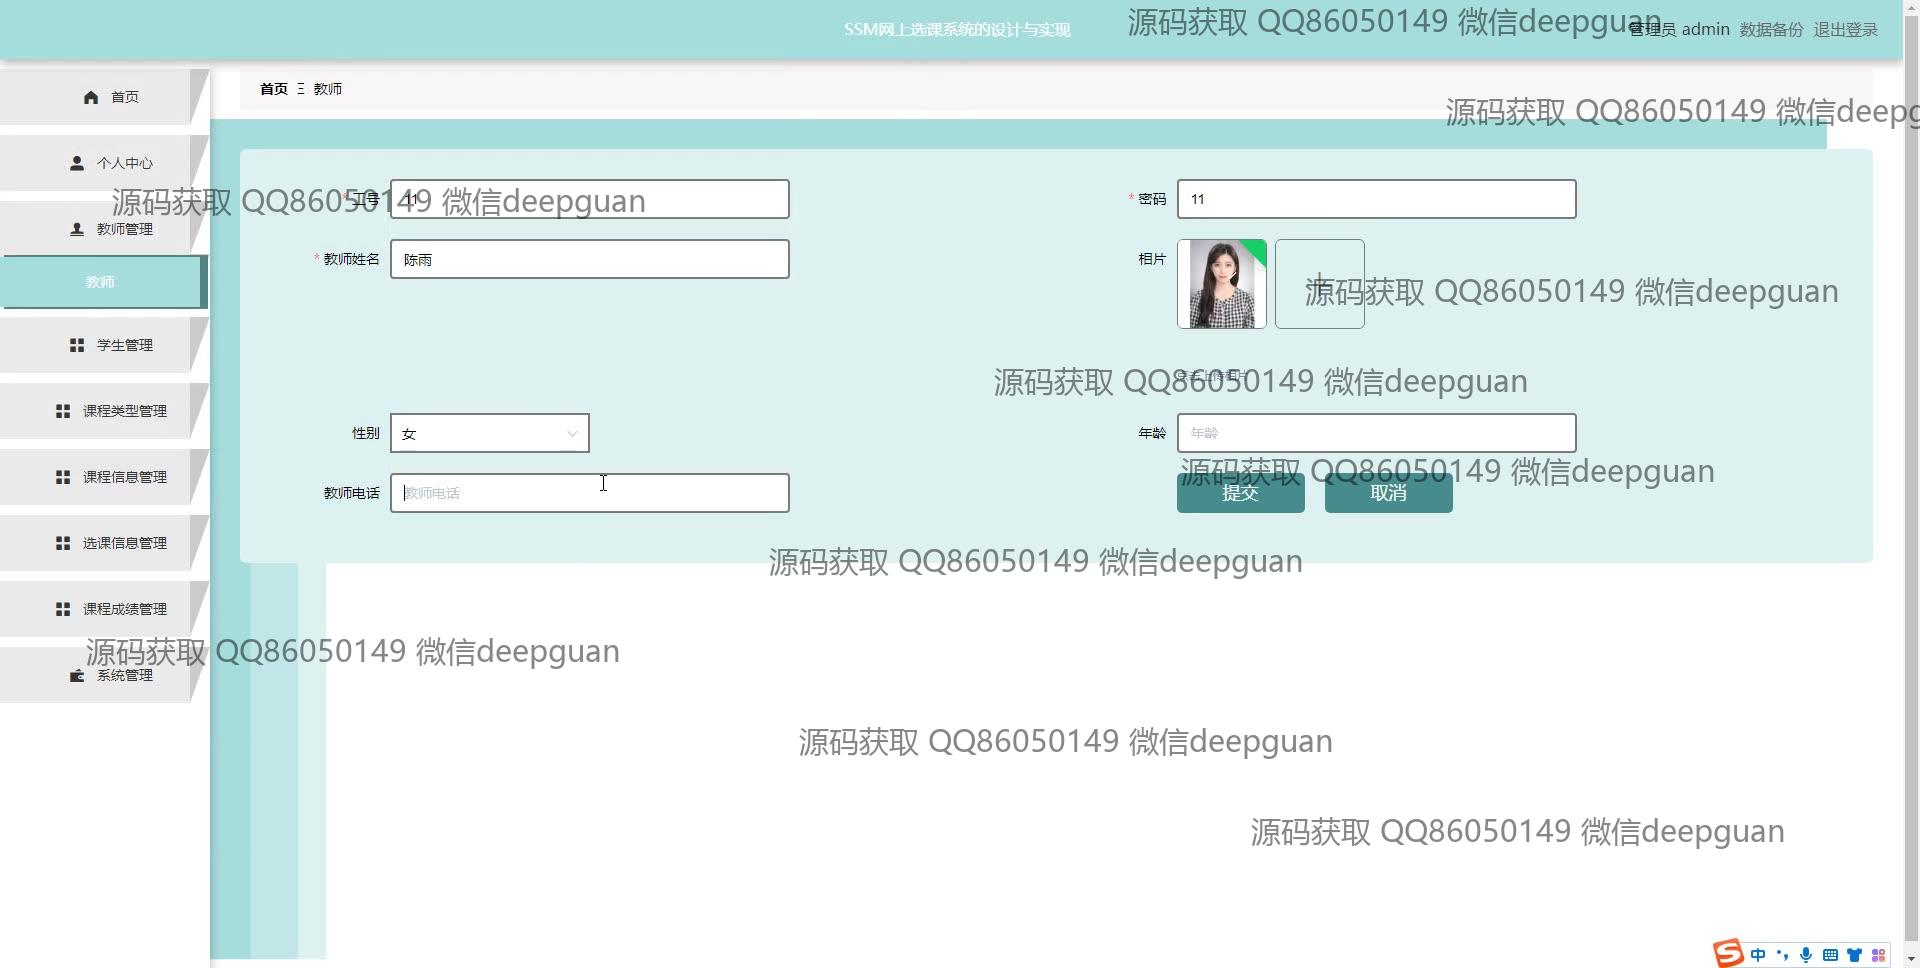 SSM网上选课系统的设计与实现
源码获取 QQ86050149 微信deepguan
管理员 admin 数据备份 退出登录
首页
首页 Ξ 教师
源码获取 QQ86050149 微信deepguan
个人中心
源码获取 QQ86050149 微信deepguan
* 工号 11
* 密码 11
教师管理
* 教师姓名 陈雨
相片
教师
源码获取 QQ86050149 微信deepguan
学生管理
点击上传相片
源码获取 QQ86050149 微信deepguan
课程类型管理
性别 女
年龄 年龄
课程信息管理
源码获取 QQ86050149 微信deepguan
教师电话 教师电话
提交 取消
选课信息管理
源码获取 QQ86050149 微信deepguan
课程成绩管理
源码获取 QQ86050149 微信deepguan
系统管理
源码获取 QQ86050149 微信deepguan
源码获取 QQ86050149 微信deepguan
S 中